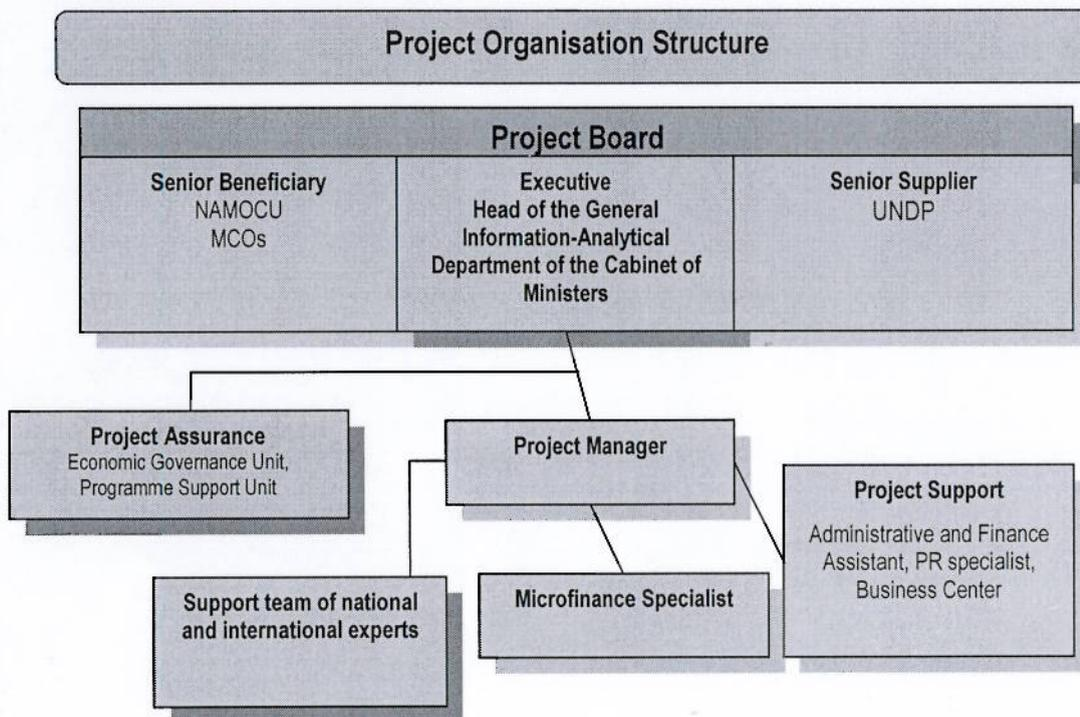 Project Organisation Structure
Project Board
Senior Beneficiary
NAMOCU
MCOs
Executive
Head of the General
Information-Analytical
Department of the Cabinet of
Ministers
Senior Supplier
UNDP
Project Assurance
Economic Governance Unit,
Programme Support Unit
Project Manager
Project Support
Administrative and Finance
Assistant, PR specialist,
Business Center
Support team of national
and international experts
Microfinance Specialist